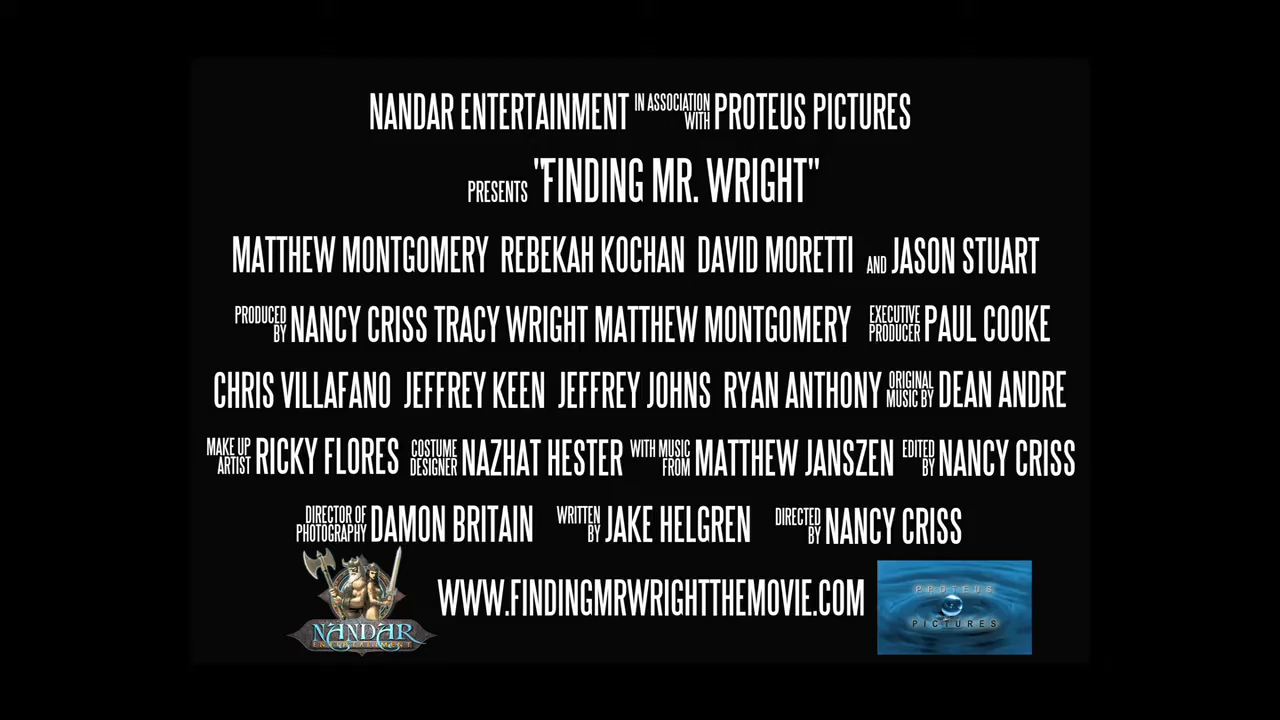 NANDAR ENTERTAINMENT IN ASSOCIATION WITH PROTEUS PICTURES
PRESENTS "FINDING MR. WRIGHT"
MATTHEW MONTGOMERY REBEKAH KOCHAN DAVID MORETTI AND JASON STUART
PRODUCED BY NANCY CRISS TRACY WRIGHT MATTHEW MONTGOMERY EXECUTIVE PRODUCER PAUL COOKE
CHRIS VILLAFANO JEFFREY KEEN JEFFREY JOHNS RYAN ANTHONY ORIGINAL MUSIC BY DEAN ANDRE
MAKE UP ARTIST RICKY FLORES COSTUME DESIGNER NAZHAT HESTER WITH MUSIC FROM MATTHEW JANSZEN EDITED BY NANCY CRISS
DIRECTOR OF PHOTOGRAPHY DAMON BRITAIN WRITTEN BY JAKE HELGREN DIRECTED BY NANCY CRISS
NANDAR
ENTERTAINMENT
WWW.FINDINGMRWRIGHTTHEMOVIE.COM
PROTEUS
PICTURES